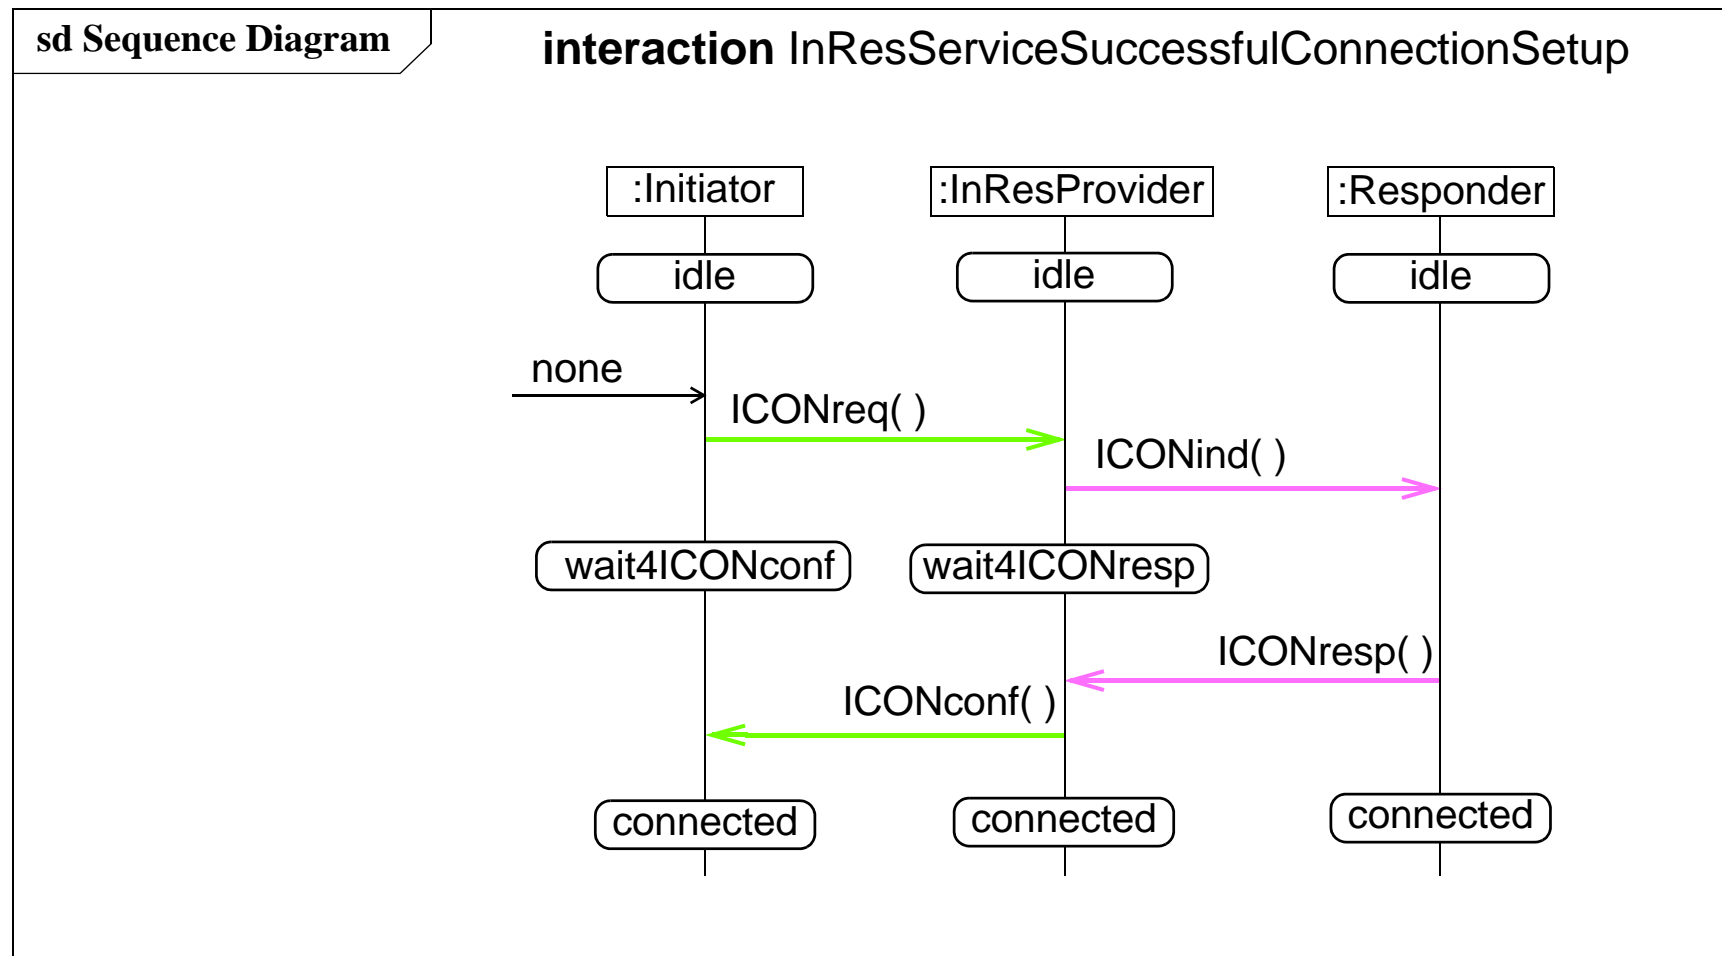 sd Sequence Diagram
interaction InResServiceSuccessfulConnectionSetup
:Initiator :InResProvider :Responder
idle idle idle
none
ICONreq( )
ICONind( )
wait4ICONconf wait4ICONresp
ICONresp( )
ICONconf( )
connected connected connected